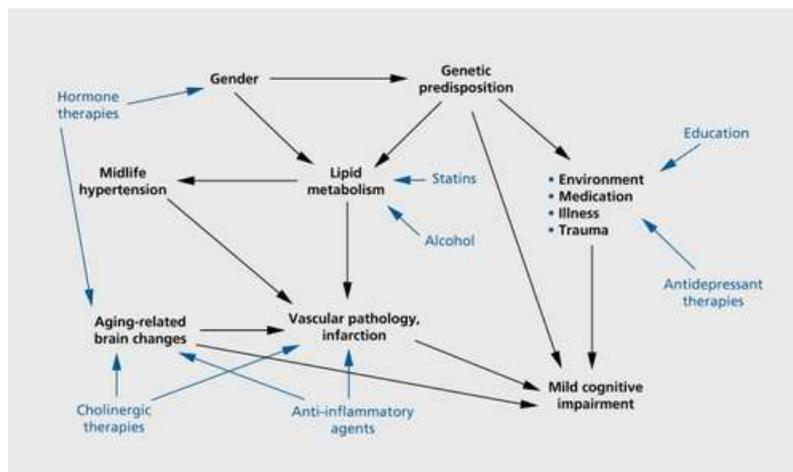 Genetic
predisposition
Gender
Hormone
therapies
Education
Midlife
hypertension
Lipid
metabolism
Statins
• Environment
• Medication
• Illness
• Trauma
Alcohol
Antidepressant
therapies
Aging-related
brain changes
Vascular pathology,
infarction
Mild cognitive
impairment
Cholinergic
therapies
Anti-inflammatory
agents